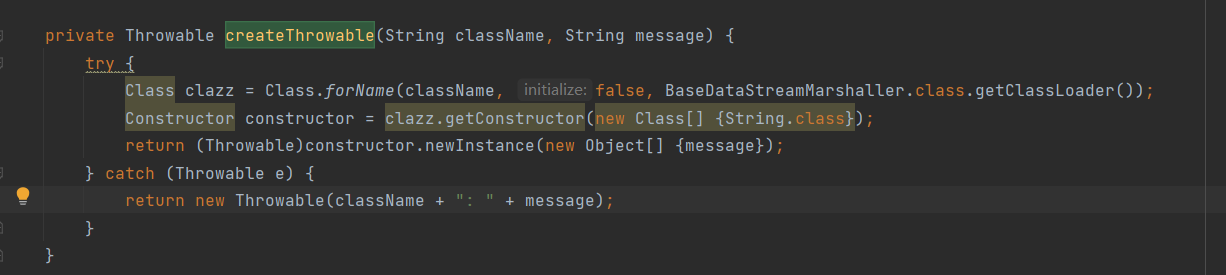 private Throwable createThrowable(String className, String message) {
try {
Class clazz = Class.forName(className, initialize: false, BaseDataStreamMarshaller.class.getClassLoader());
Constructor constructor = clazz.getConstructor(new Class[] {String.class});
return (Throwable)constructor.newInstance(new Object[] {message});
} catch (Throwable e) {
return new Throwable(className + ": " + message);
}
}